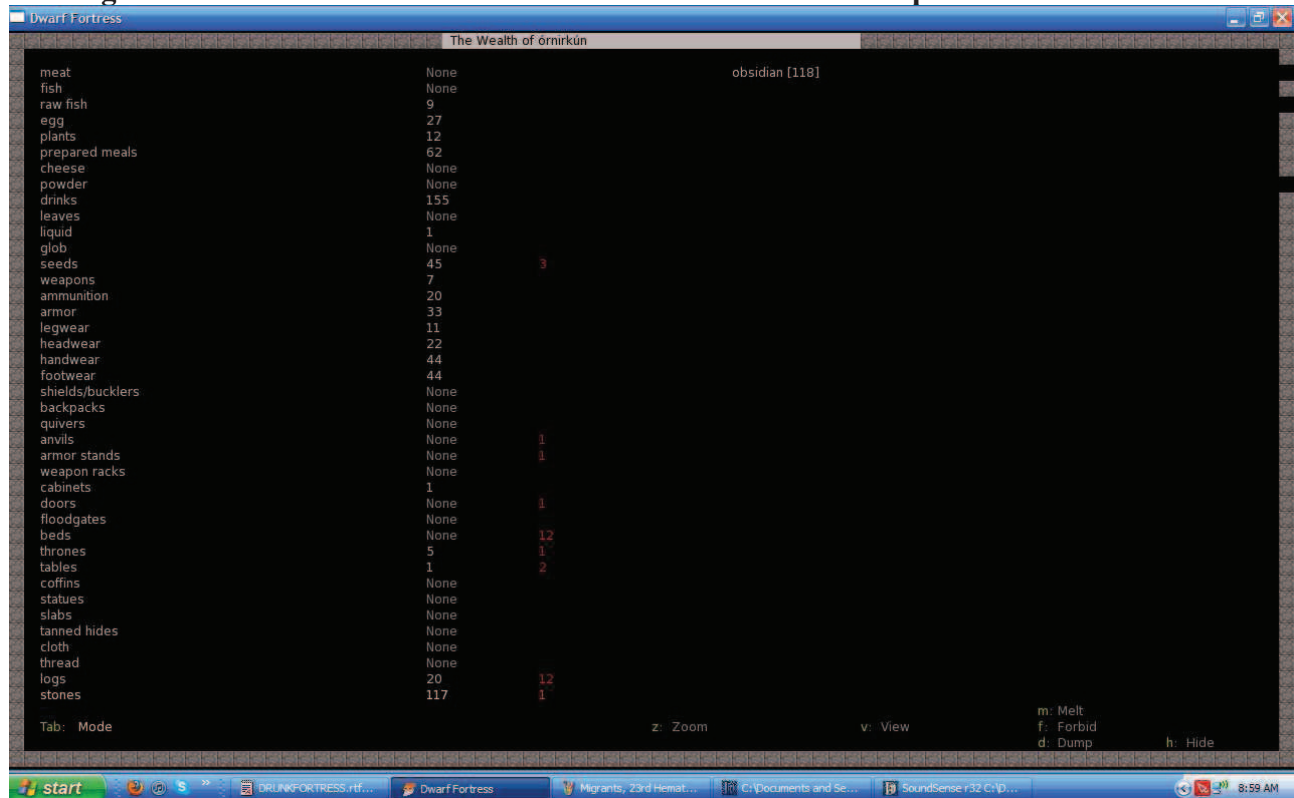 Dwarf Fortress
The Wealth of órnirkún
meat None obsidian [118]
fish None
raw fish 9
egg 27
plants 12
prepared meals 62
cheese None
powder None
drinks 155
leaves None
liquid 1
glob None
seeds 45 3
weapons 7
ammunition 20
armor 33
legwear 11
headwear 22
handwear 44
footwear 44
shields/bucklers None
backpacks None
quivers None
anvils None 1
armor stands None 1
weapon racks None
cabinets 1
doors None 1
floodgates None
beds None 12
thrones 5 1
tables 1 2
coffins None
statues None
slabs None
tanned hides None
cloth None
thread None
logs 20 12
stones 117 1
m: Melt
Tab: Mode z: Zoom v: View f: Forbid
d: Dump h: Hide
start DRUNKFORTRESS.rtf... Dwarf Fortress Migrants, 23rd Hemat... C:\Documents and Se... SoundSense r32 C:\D... 8:59 AM